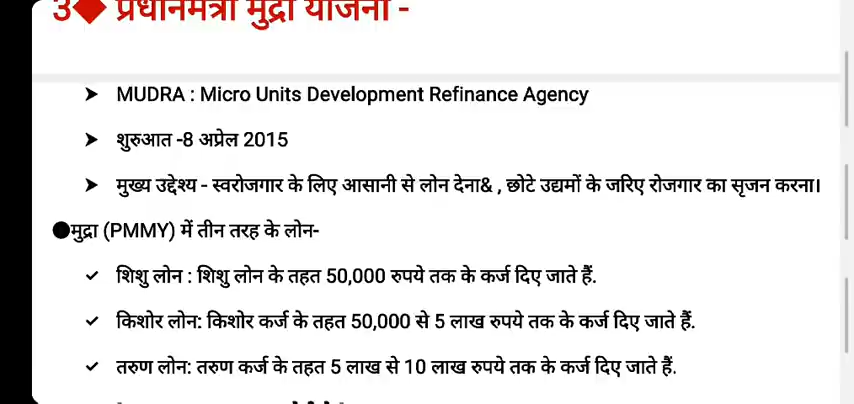 3◆ प्रधानमंत्री मुद्रा योजना -
➤ MUDRA : Micro Units Development Refinance Agency
➤ शुरुआत -8 अप्रेल 2015
➤ मुख्य उद्देश्य - स्वरोजगार के लिए आसानी से लोन देना& , छोटे उद्यमों के जरिए रोजगार का सृजन करना।
●मुद्रा (PMMY) में तीन तरह के लोन-
✓ शिशु लोन : शिशु लोन के तहत 50,000 रुपये तक के कर्ज दिए जाते हैं.
✓ किशोर लोन: किशोर कर्ज के तहत 50,000 से 5 लाख रुपये तक के कर्ज दिए जाते हैं.
✓ तरुण लोन: तरुण कर्ज के तहत 5 लाख से 10 लाख रुपये तक के कर्ज दिए जाते हैं.